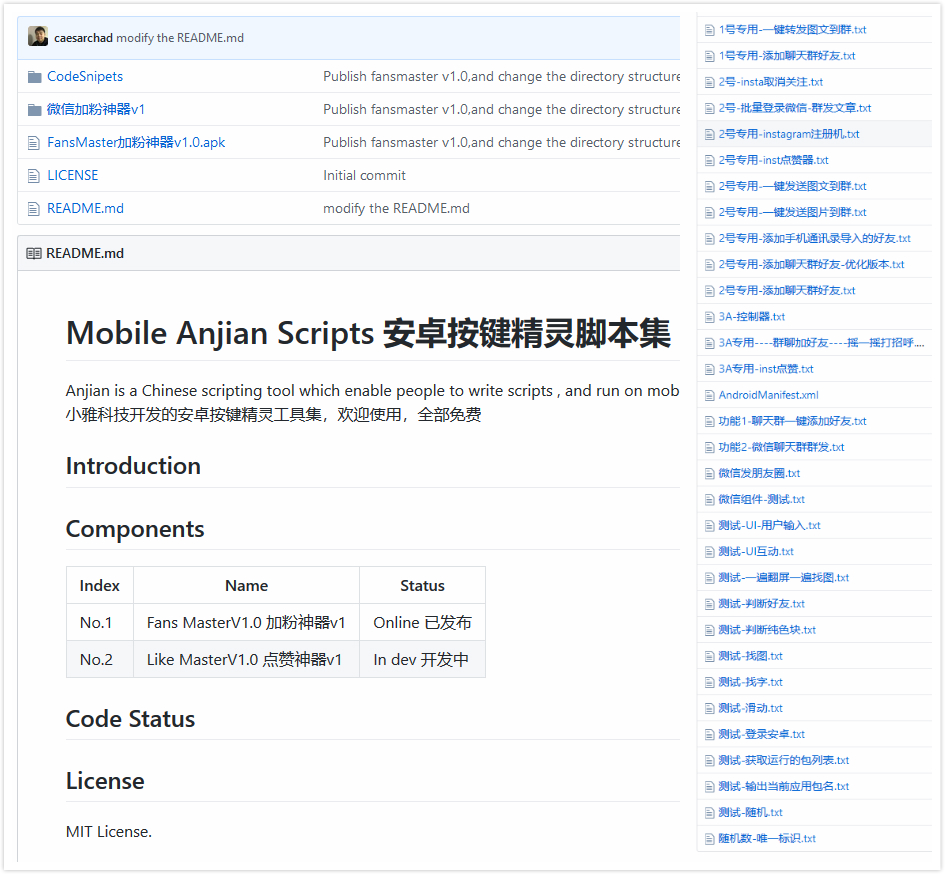 caesarchad modify the README.md
CodeSnipets Publish fansmaster v1.0,and change the directory structure
微信加粉神器v1 Publish fansmaster v1.0,and change the directory structure
FansMaster加粉神器v1.0.apk Publish fansmaster v1.0,and change the directory structure
LICENSE Initial commit
README.md modify the README.md
README.md
Mobile Anjian Scripts 安卓按键精灵脚本集
Anjian is a Chinese scripting tool which enable people to write scripts , and run on mob
小雅科技开发的安卓按键精灵工具集，欢迎使用，全部免费
Introduction
Components
Index Name Status
No.1 Fans MasterV1.0 加粉神器v1 Online 已发布
No.2 Like MasterV1.0 点赞神器v1 In dev 开发中
Code Status
License
MIT License.
1号专用-一键转发图文到群.txt
1号专用-添加聊天群好友.txt
2号-insta取消关注.txt
2号-批量登录微信-群发文章.txt
2号专用-instagram注册机.txt
2号专用-inst点赞器.txt
2号专用-一键发送图文到群.txt
2号专用-一键发送图片到群.txt
2号专用-添加手机通讯录导入的好友.txt
2号专用-添加聊天群好友-优化版本.txt
2号专用-添加聊天群好友.txt
3A-控制器.txt
3A专用----群聊加好友----摇一摇打招呼....
3A专用-inst点赞.txt
AndroidManifest.xml
功能1-聊天群一键添加好友.txt
功能2-微信聊天群群发.txt
微信发朋友圈.txt
微信组件-测试.txt
测试-UI-用户输入.txt
测试-UI互动.txt
测试-一遍翻屏一遍找图.txt
测试-判断好友.txt
测试-判断纯色块.txt
测试-找图.txt
测试-找字.txt
测试-滑动.txt
测试-登录安卓.txt
测试-获取运行的包列表.txt
测试-输出当前应用包名.txt
测试-随机.txt
随机数-唯一标识.txt